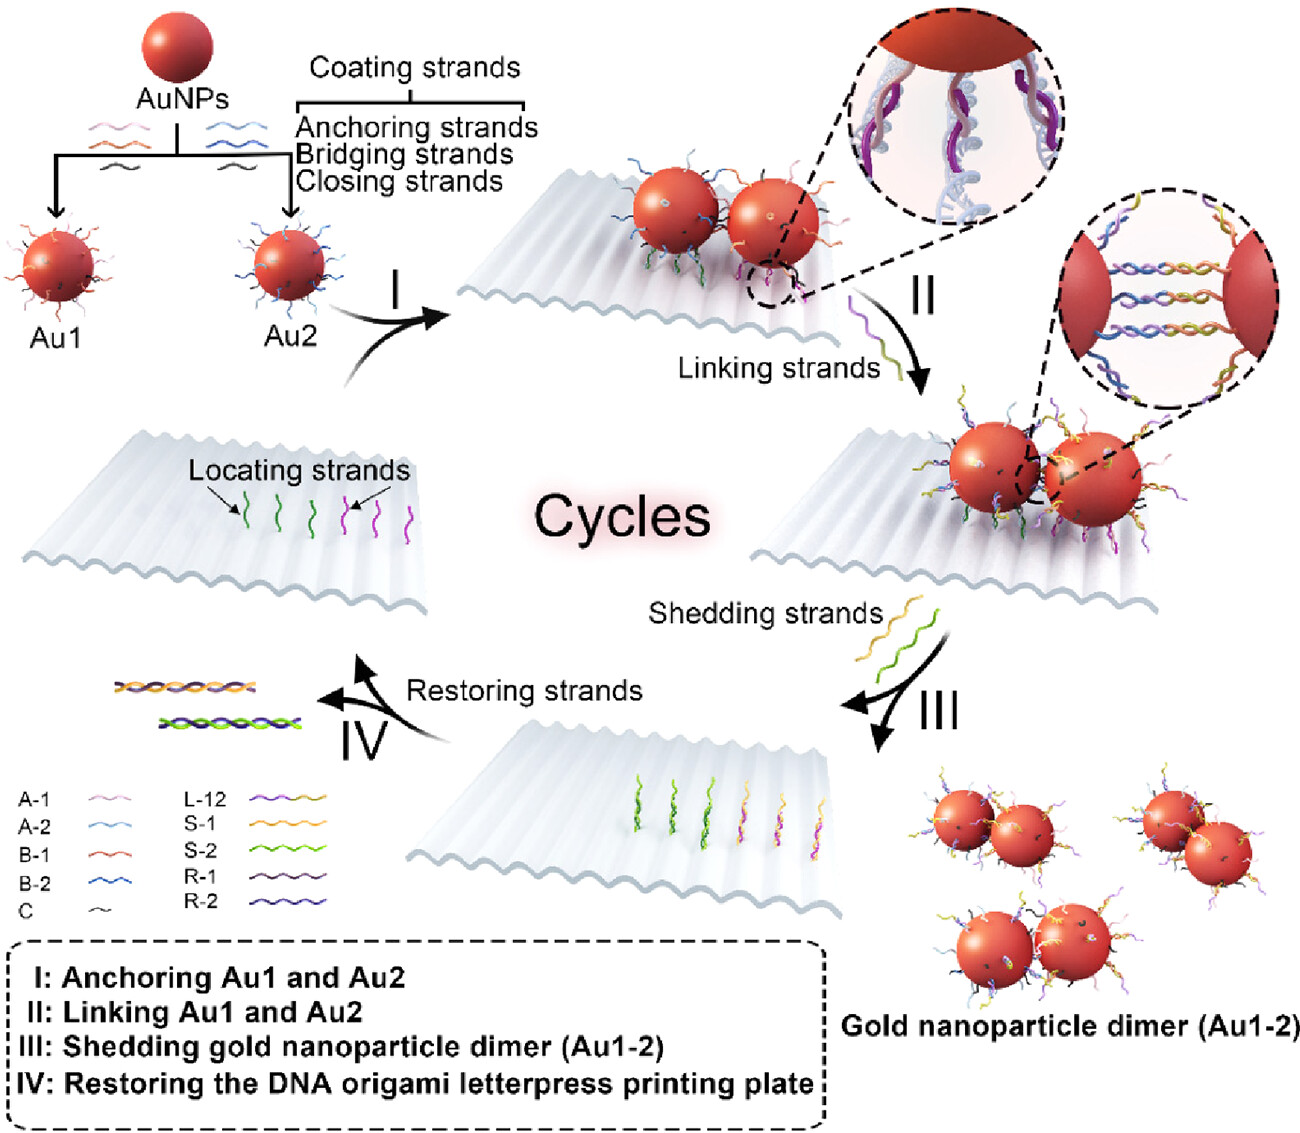 AuNPs
Coating strands
Anchoring strands
Bridging strands
Closing strands
Au1
Au2
I
II
Linking strands
Locating strands
Cycles
Shedding strands
III
Restoring strands
IV
A-1
A-2
B-1
B-2
C
L-12
S-1
S-2
R-1
R-2
Gold nanoparticle dimer (Au1-2)
I: Anchoring Au1 and Au2
II: Linking Au1 and Au2
III: Shedding gold nanoparticle dimer (Au1-2)
IV: Restoring the DNA origami letterpress printing plate